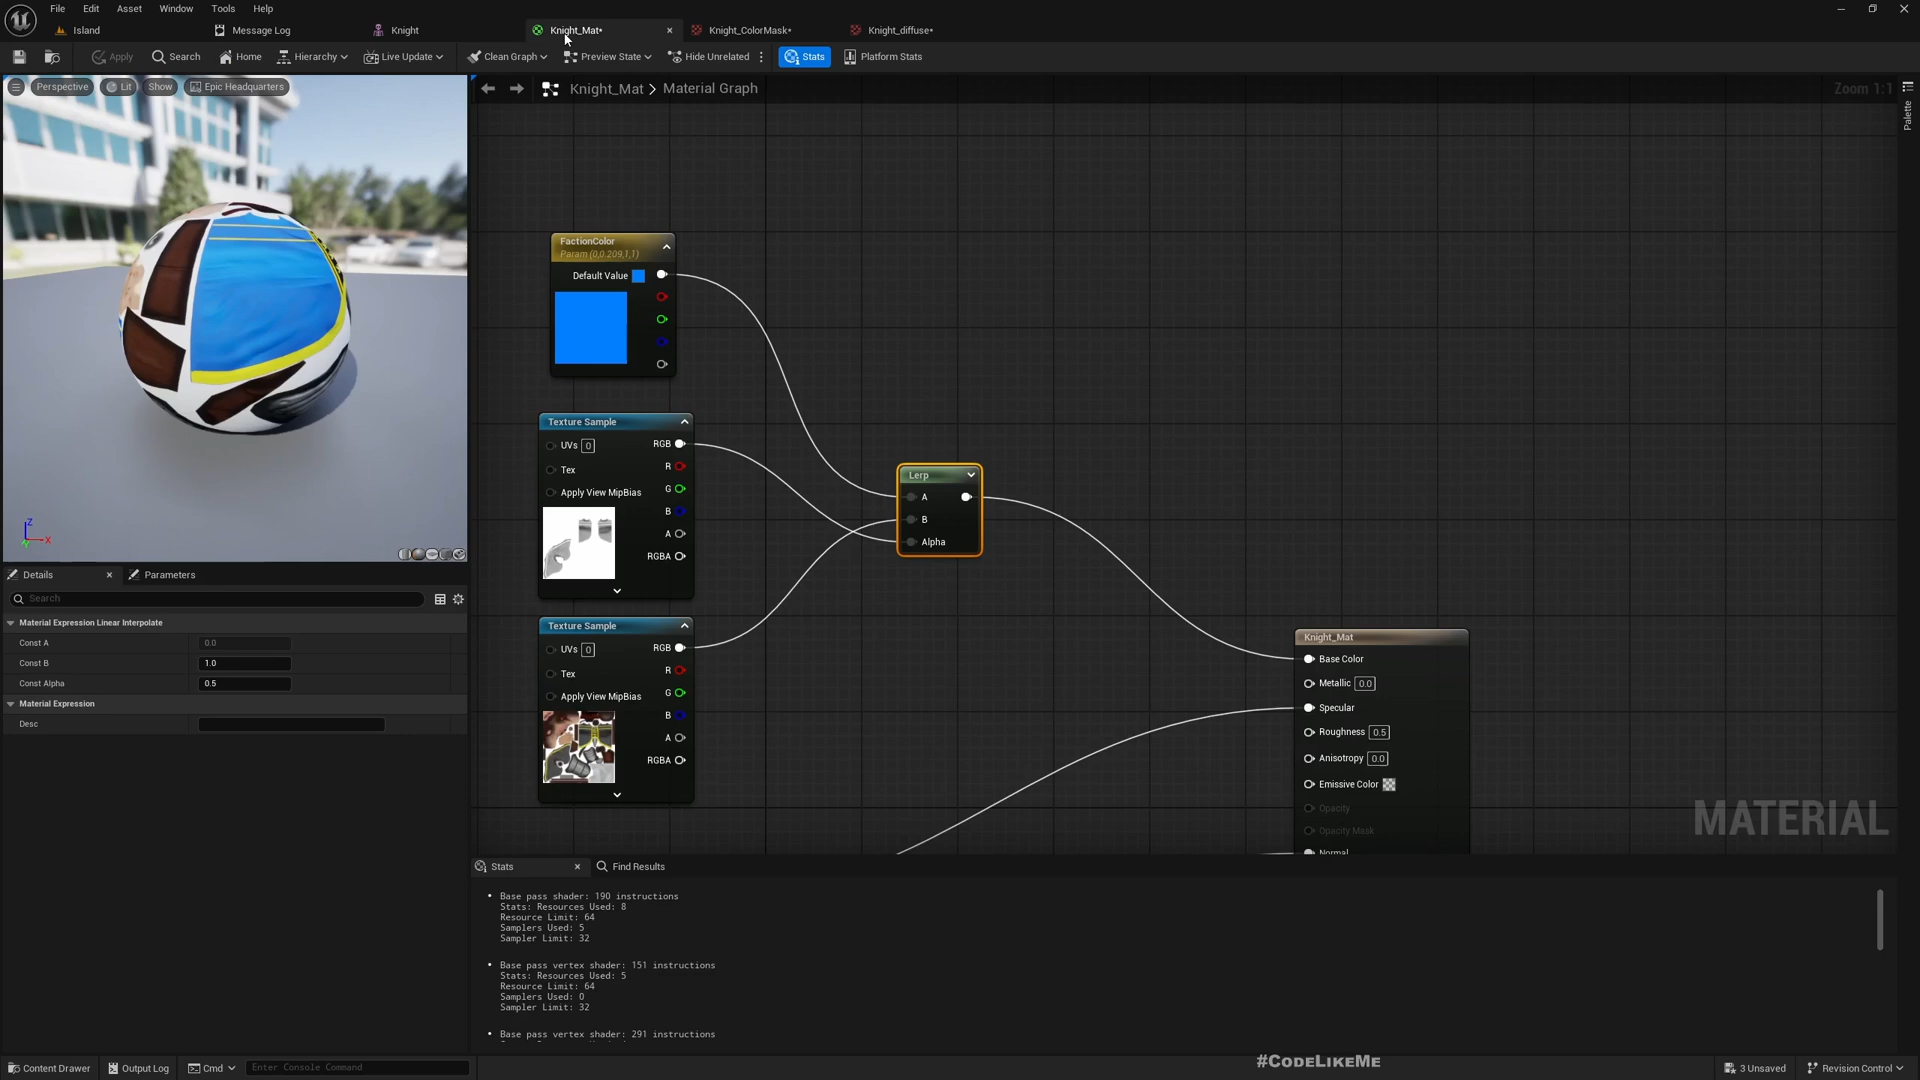 File Edit Asset Window Tools Help
Island Message Log Knight Knight_Mat* Knight_ColorMask* Knight_diffuse*
Apply Search Home Hierarchy Live Update Clean Graph Preview State Hide Unrelated Stats Platform Stats
Perspective Lit Show Epic Headquarters
Knight_Mat > Material Graph
Zoom 1:1
Palette
FactionColor
Param (0,0.209,1,1)
Default Value
Texture Sample
UVs 0
RGB
R
Tex
G
Apply View MipBias
B
A
RGBA
Lerp
A
B
Alpha
Texture Sample
UVs 0
RGB
R
Tex
G
Apply View MipBias
B
A
RGBA
Knight_Mat
Base Color
Metallic 0.0
Specular
Roughness 0.5
Anisotropy 0.0
Emissive Color
Opacity
Opacity Mask
Normal
MATERIAL
Z
X
Details Parameters
Search
Material Expression Linear Interpolate
Const A 0.0
Const B 1.0
Const Alpha 0.5
Material Expression
Desc
Stats Find Results
Base pass shader: 190 instructions
Stats: Resources Used: 8
Resource Limit: 64
Samplers Used: 5
Sampler Limit: 32
Base pass vertex shader: 151 instructions
Stats: Resources Used: 5
Resource Limit: 64
Samplers Used: 0
Sampler Limit: 32
Base pass vertex shader: 291 instructions
#CodeLikeMe
Content Drawer Output Log Cmd Enter Console Command 3 Unsaved Revision Control